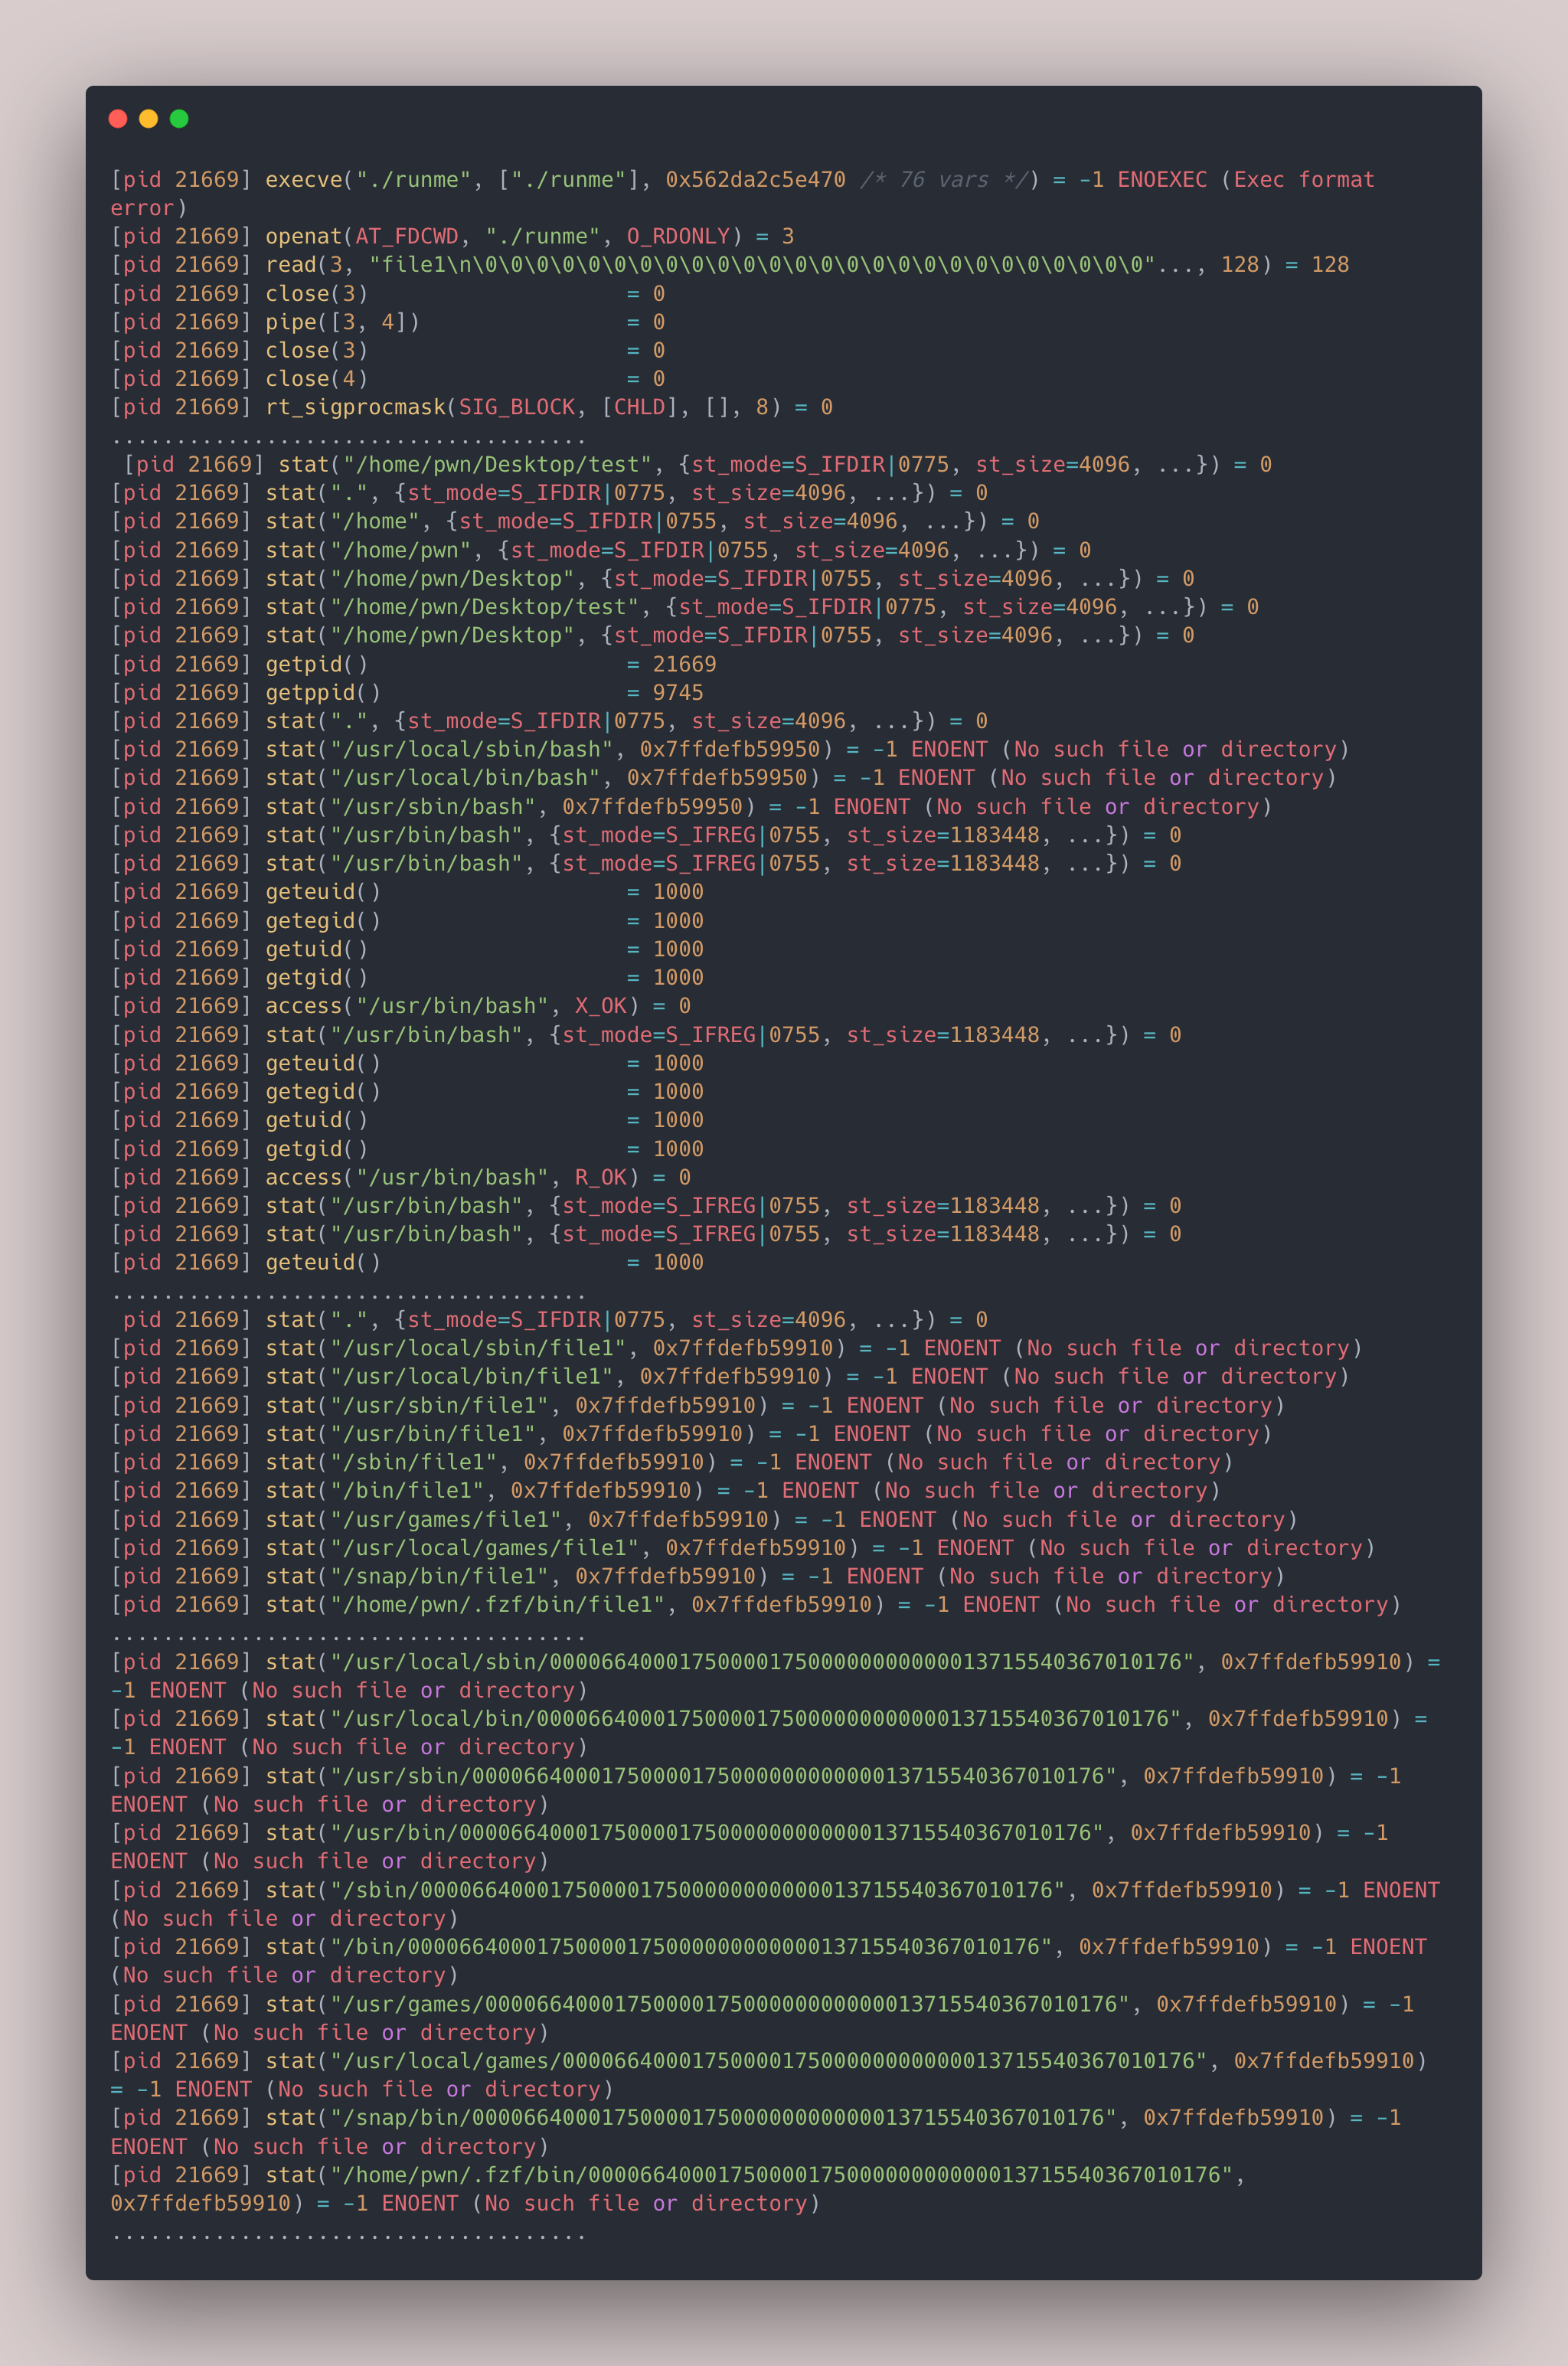 [pid 21669] execve("./runme", ["./runme"], 0x562da2c5e470 /* 76 vars */) = -1 ENOEXEC (Exec format
error)
[pid 21669] openat(AT_FDCWD, "./runme", O_RDONLY) = 3
[pid 21669] read(3, "file1\n\0\0\0\0\0\0\0\0\0\0\0\0\0\0\0\0\0\0\0\0\0\0\0\0\0\0"..., 128) = 128
[pid 21669] close(3)                    = 0
[pid 21669] pipe([3, 4])                = 0
[pid 21669] close(3)                    = 0
[pid 21669] close(4)                    = 0
[pid 21669] rt_sigprocmask(SIG_BLOCK, [CHLD], [], 8) = 0
.....................................
[pid 21669] stat("/home/pwn/Desktop/test", {st_mode=S_IFDIR|0775, st_size=4096, ...}) = 0
[pid 21669] stat(".", {st_mode=S_IFDIR|0775, st_size=4096, ...}) = 0
[pid 21669] stat("/home", {st_mode=S_IFDIR|0755, st_size=4096, ...}) = 0
[pid 21669] stat("/home/pwn", {st_mode=S_IFDIR|0755, st_size=4096, ...}) = 0
[pid 21669] stat("/home/pwn/Desktop", {st_mode=S_IFDIR|0755, st_size=4096, ...}) = 0
[pid 21669] stat("/home/pwn/Desktop/test", {st_mode=S_IFDIR|0775, st_size=4096, ...}) = 0
[pid 21669] stat("/home/pwn/Desktop", {st_mode=S_IFDIR|0755, st_size=4096, ...}) = 0
[pid 21669] getpid()                    = 21669
[pid 21669] getppid()                   = 9745
[pid 21669] stat(".", {st_mode=S_IFDIR|0775, st_size=4096, ...}) = 0
[pid 21669] stat("/usr/local/sbin/bash", 0x7ffdefb59950) = -1 ENOENT (No such file or directory)
[pid 21669] stat("/usr/local/bin/bash", 0x7ffdefb59950) = -1 ENOENT (No such file or directory)
[pid 21669] stat("/usr/sbin/bash", 0x7ffdefb59950) = -1 ENOENT (No such file or directory)
[pid 21669] stat("/usr/bin/bash", {st_mode=S_IFREG|0755, st_size=1183448, ...}) = 0
[pid 21669] stat("/usr/bin/bash", {st_mode=S_IFREG|0755, st_size=1183448, ...}) = 0
[pid 21669] geteuid()                   = 1000
[pid 21669] getegid()                   = 1000
[pid 21669] getuid()                    = 1000
[pid 21669] getgid()                    = 1000
[pid 21669] access("/usr/bin/bash", X_OK) = 0
[pid 21669] stat("/usr/bin/bash", {st_mode=S_IFREG|0755, st_size=1183448, ...}) = 0
[pid 21669] geteuid()                   = 1000
[pid 21669] getegid()                   = 1000
[pid 21669] getuid()                    = 1000
[pid 21669] getgid()                    = 1000
[pid 21669] access("/usr/bin/bash", R_OK) = 0
[pid 21669] stat("/usr/bin/bash", {st_mode=S_IFREG|0755, st_size=1183448, ...}) = 0
[pid 21669] stat("/usr/bin/bash", {st_mode=S_IFREG|0755, st_size=1183448, ...}) = 0
[pid 21669] geteuid()                   = 1000
.....................................
pid 21669] stat(".", {st_mode=S_IFDIR|0775, st_size=4096, ...}) = 0
[pid 21669] stat("/usr/local/sbin/file1", 0x7ffdefb59910) = -1 ENOENT (No such file or directory)
[pid 21669] stat("/usr/local/bin/file1", 0x7ffdefb59910) = -1 ENOENT (No such file or directory)
[pid 21669] stat("/usr/sbin/file1", 0x7ffdefb59910) = -1 ENOENT (No such file or directory)
[pid 21669] stat("/usr/bin/file1", 0x7ffdefb59910) = -1 ENOENT (No such file or directory)
[pid 21669] stat("/sbin/file1", 0x7ffdefb59910) = -1 ENOENT (No such file or directory)
[pid 21669] stat("/bin/file1", 0x7ffdefb59910) = -1 ENOENT (No such file or directory)
[pid 21669] stat("/usr/games/file1", 0x7ffdefb59910) = -1 ENOENT (No such file or directory)
[pid 21669] stat("/usr/local/games/file1", 0x7ffdefb59910) = -1 ENOENT (No such file or directory)
[pid 21669] stat("/snap/bin/file1", 0x7ffdefb59910) = -1 ENOENT (No such file or directory)
[pid 21669] stat("/home/pwn/.fzf/bin/file1", 0x7ffdefb59910) = -1 ENOENT (No such file or directory)
.....................................
[pid 21669] stat("/usr/local/sbin/0000664000175000017500000000000013715540367010176", 0x7ffdefb59910) =
-1 ENOENT (No such file or directory)
[pid 21669] stat("/usr/local/bin/0000664000175000017500000000000013715540367010176", 0x7ffdefb59910) =
-1 ENOENT (No such file or directory)
[pid 21669] stat("/usr/sbin/0000664000175000017500000000000013715540367010176", 0x7ffdefb59910) = -1
ENOENT (No such file or directory)
[pid 21669] stat("/usr/bin/0000664000175000017500000000000013715540367010176", 0x7ffdefb59910) = -1
ENOENT (No such file or directory)
[pid 21669] stat("/sbin/0000664000175000017500000000000013715540367010176", 0x7ffdefb59910) = -1 ENOENT
(No such file or directory)
[pid 21669] stat("/bin/0000664000175000017500000000000013715540367010176", 0x7ffdefb59910) = -1 ENOENT
(No such file or directory)
[pid 21669] stat("/usr/games/0000664000175000017500000000000013715540367010176", 0x7ffdefb59910) = -1
ENOENT (No such file or directory)
[pid 21669] stat("/usr/local/games/0000664000175000017500000000000013715540367010176", 0x7ffdefb59910)
= -1 ENOENT (No such file or directory)
[pid 21669] stat("/snap/bin/0000664000175000017500000000000013715540367010176", 0x7ffdefb59910) = -1
ENOENT (No such file or directory)
[pid 21669] stat("/home/pwn/.fzf/bin/0000664000175000017500000000000013715540367010176",
0x7ffdefb59910) = -1 ENOENT (No such file or directory)
.....................................